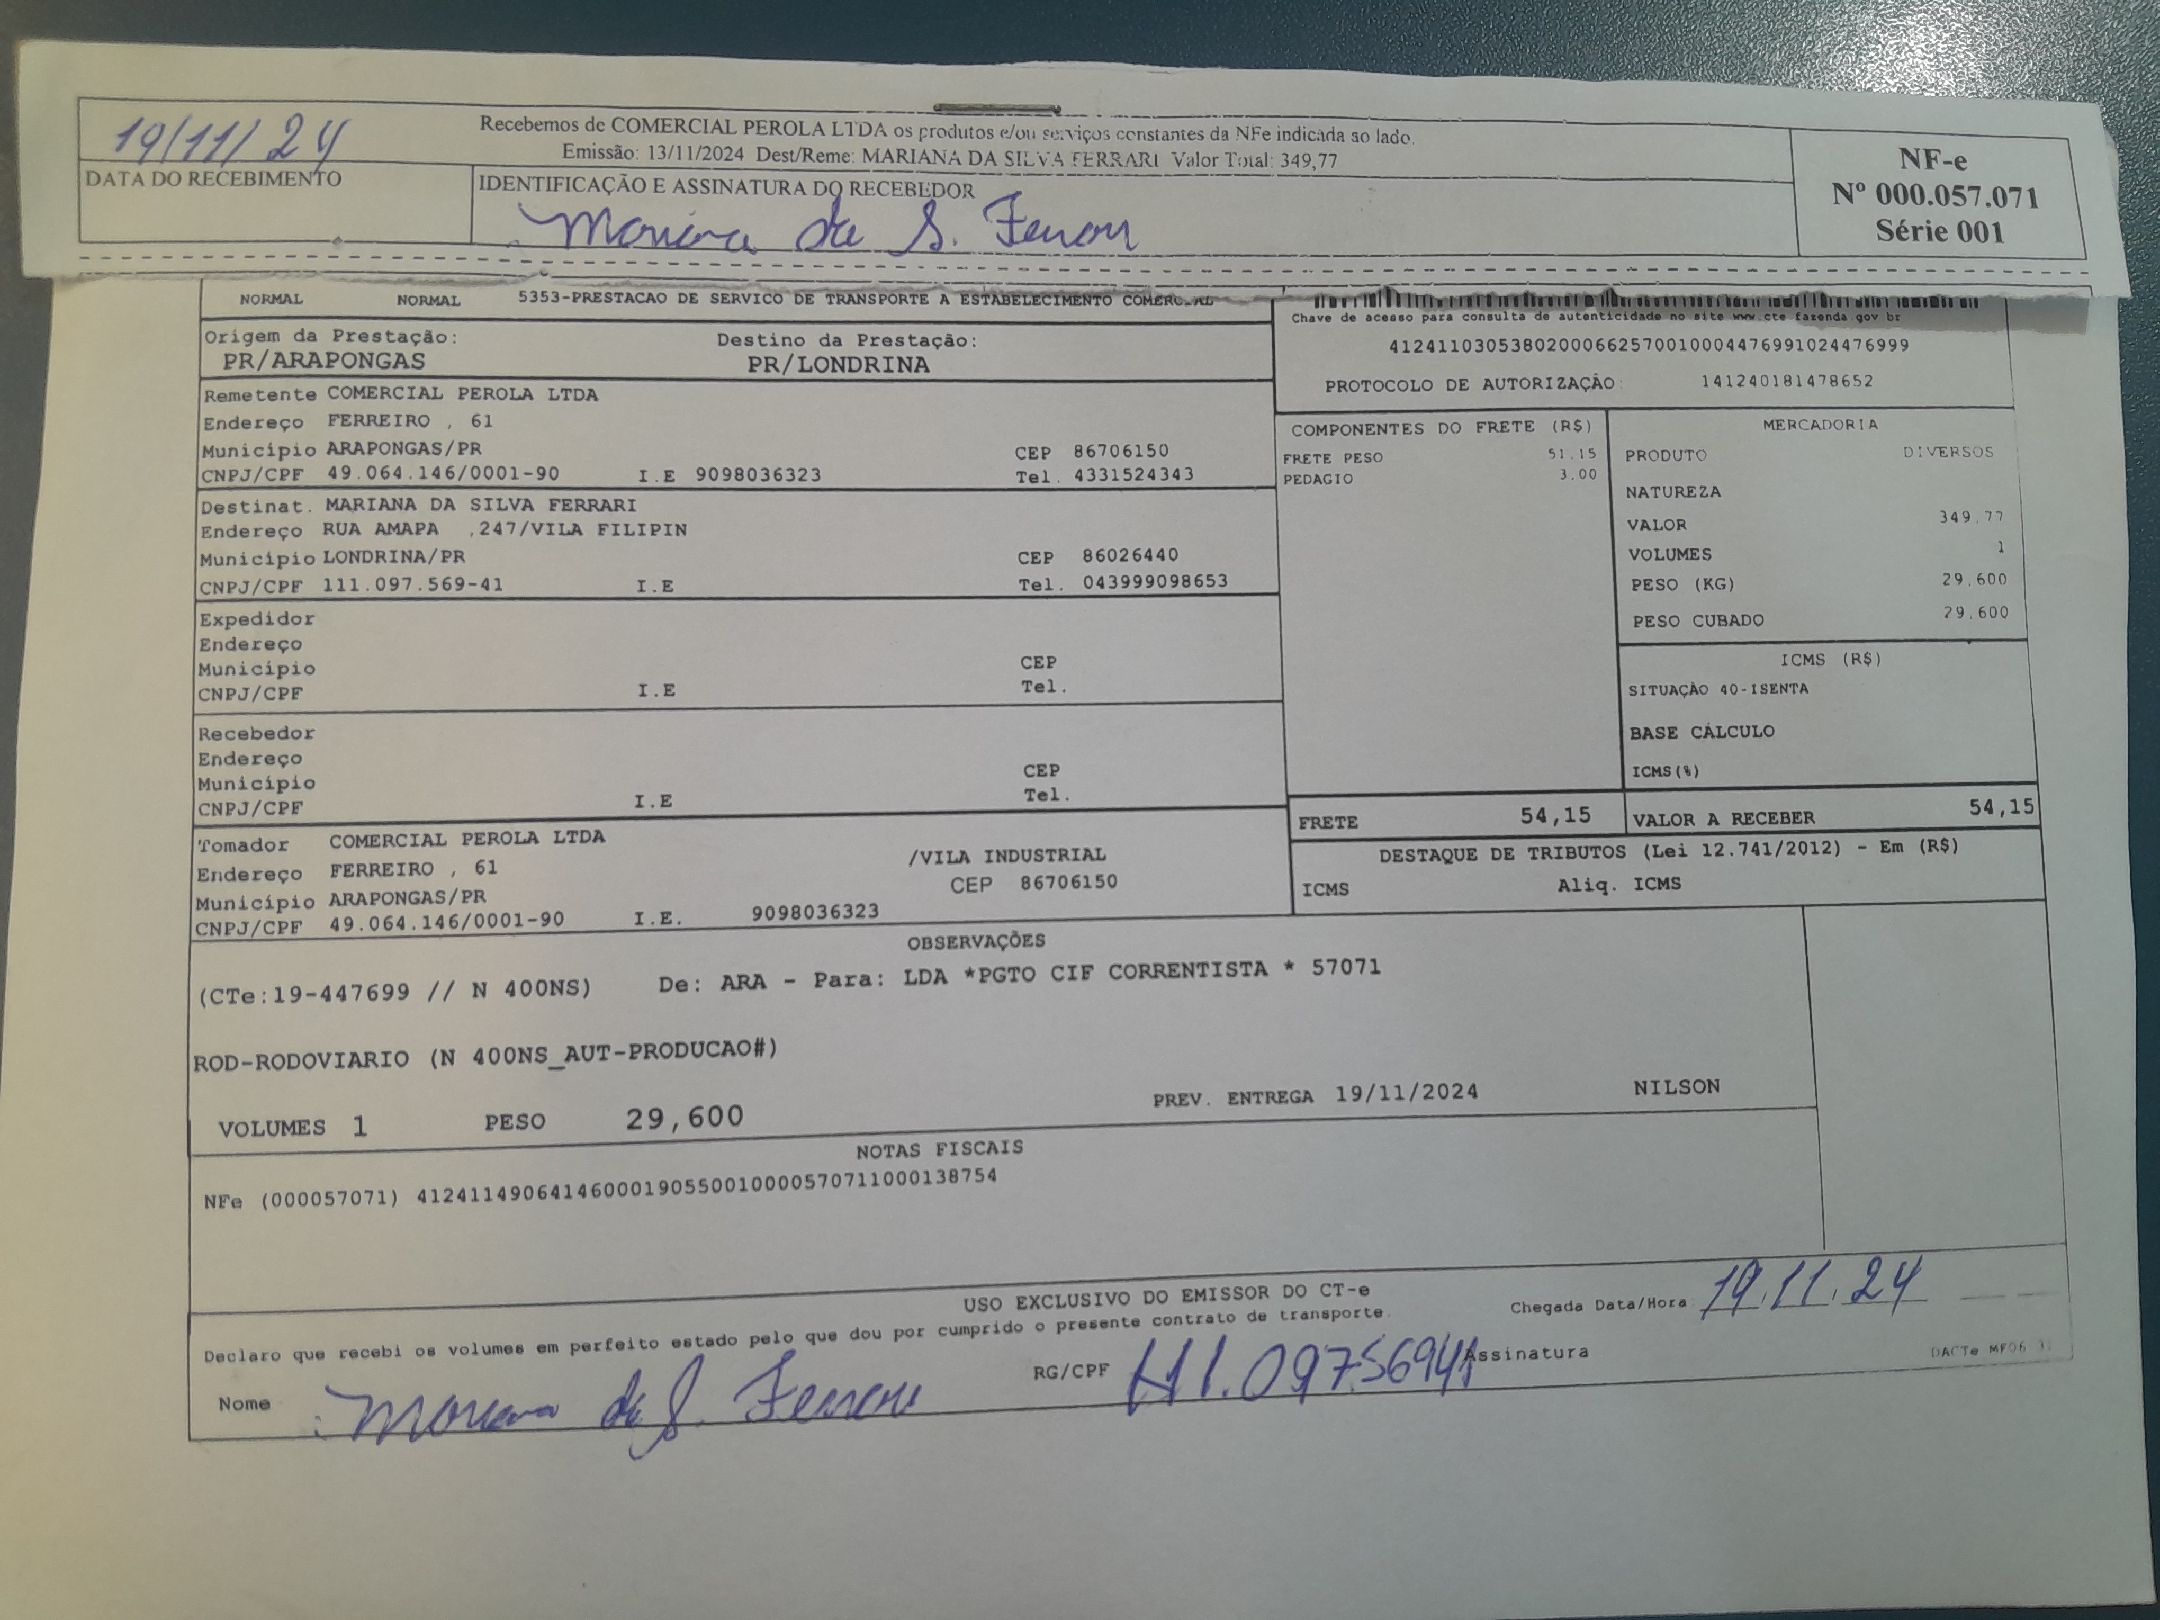 19/11/24
Recebemos de COMERCIAL PEROLA LTDA os produtos e/ou serviços constantes da NFe indicada ao lado.
Emissão: 13/11/2024 Dest/Reme: MARIANA DA SILVA FERRARI Valor Total: 349,77
DATA DO RECEBIMENTO
IDENTIFICAÇÃO E ASSINATURA DO RECEBEDOR
Mariana da S. Ferrari
NF-e
Nº 000.057.071
Série 001
NORMAL NORMAL 5353-PRESTACAO DE SERVICO DE TRANSPORTE A ESTABELECIMENTO COMERCIAL
Origem da Prestação: Destino da Prestação:
PR/ARAPONGAS PR/LONDRINA
Chave de acesso para consulta de autenticidade no site www.cte.fazenda.gov.br
41241103053802000662570010004476991024476999
PROTOCOLO DE AUTORIZAÇÃO: 141240181478652
Remetente COMERCIAL PEROLA LTDA
Endereço FERREIRO , 61
Município ARAPONGAS/PR CEP 86706150
CNPJ/CPF 49.064.146/0001-90 I.E 9098036323 Tel. 4331524343
Destinat. MARIANA DA SILVA FERRARI
Endereço RUA AMAPA ,247/VILA FILIPIN
Município LONDRINA/PR CEP 86026440
CNPJ/CPF 111.097.569-41 I.E Tel. 043999098653
Expedidor
Endereço
Município CEP
CNPJ/CPF I.E Tel.
Recebedor
Endereço
Município CEP
CNPJ/CPF I.E Tel.
Tomador COMERCIAL PEROLA LTDA
Endereço FERREIRO , 61 /VILA INDUSTRIAL
Município ARAPONGAS/PR CEP 86706150
CNPJ/CPF 49.064.146/0001-90 I.E. 9098036323
COMPONENTES DO FRETE (R$)
FRETE PESO 51,15
PEDAGIO 3,00
MERCADORIA
PRODUTO DIVERSOS
NATUREZA
VALOR 349,77
VOLUMES 1
PESO (KG) 29,600
PESO CUBADO 29,600
ICMS (R$)
SITUAÇÃO 40-ISENTA
BASE CÁLCULO
ICMS(%)
FRETE 54,15 VALOR A RECEBER 54,15
DESTAQUE DE TRIBUTOS (Lei 12.741/2012) - Em (R$)
ICMS Aliq. ICMS
OBSERVAÇÕES
(CTe:19-447699 // N 400NS) De: ARA - Para: LDA *PGTO CIF CORRENTISTA * 57071
ROD-RODOVIARIO (N 400NS_AUT-PRODUCAO#)
VOLUMES 1 PESO 29,600 PREV. ENTREGA 19/11/2024 NILSON
NOTAS FISCAIS
NFe (000057071) 41241149064146000190550010000570711000138754
USO EXCLUSIVO DO EMISSOR DO CT-e
Declaro que recebi os volumes em perfeito estado pelo que dou por cumprido o presente contrato de transporte.
Chegada Data/Hora 19.11.24
Nome Mariana da S. Ferrari RG/CPF 111.097.56941 Assinatura
DACTe MF06